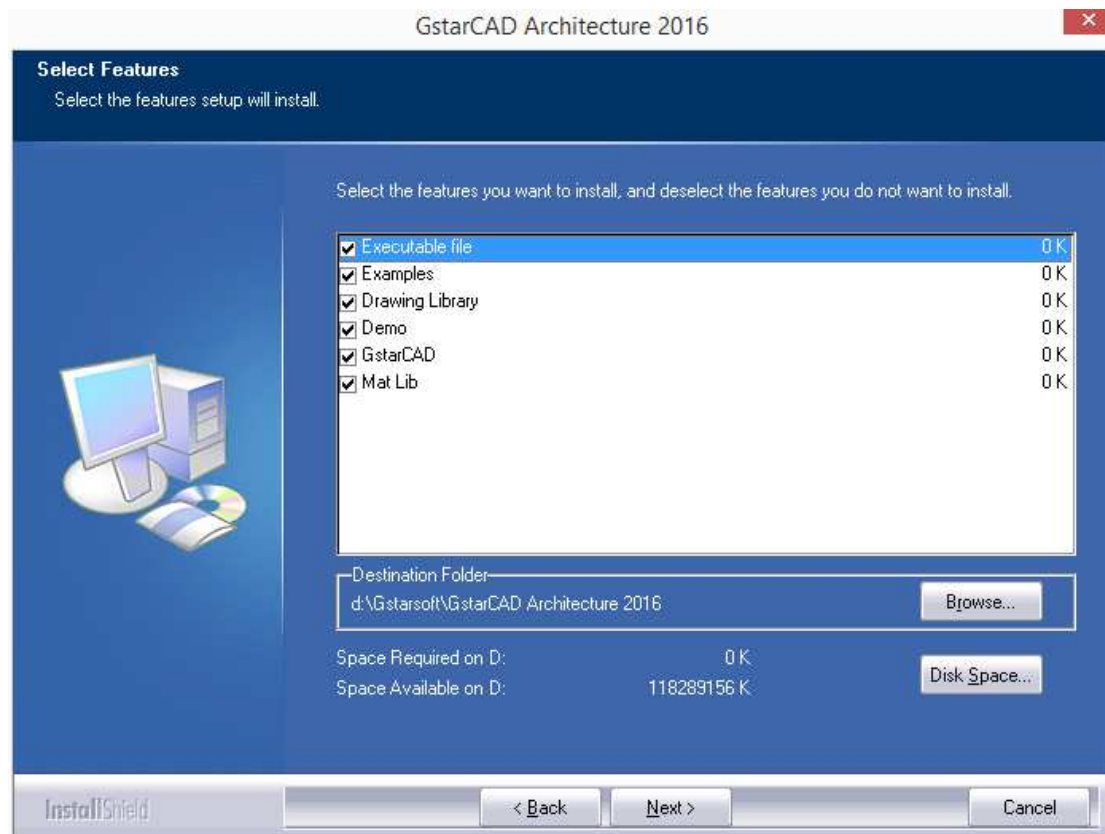 GstarCAD Architecture 2016
Select Features
Select the features setup will install.
Select the features you want to install, and deselect the features you do not want to install.
Executable file 0 K
Examples 0 K
Drawing Library 0 K
Demo 0 K
GstarCAD 0 K
Mat Lib 0 K
Destination Folder
d:\Gstarsoft\GstarCAD Architecture 2016 Browse...
Space Required on D: 0 K
Space Available on D: 118289156 K
Disk Space...
InstallShield < Back Next > Cancel